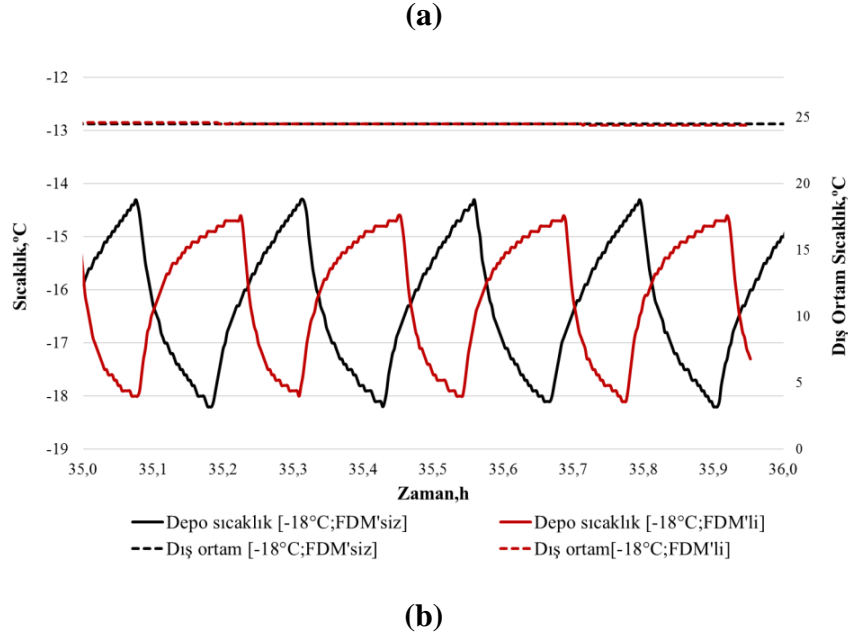 (a)
-12
-13
-14
-15
-16
-17
-18
-19
Sıcaklık,ºC
25
20
15
10
5
0
Dış Ortam Sıcaklık,ºC
35,0 35,1 35,2 35,3 35,4 35,5 35,6 35,7 35,8 35,9 36,0
Zaman,h
Depo sıcaklık [-18°C;FDM'siz] Depo sıcaklık [-18°C;FDM'li]
Dış ortam [-18°C;FDM'siz] Dış ortam[-18°C;FDM'li]
(b)